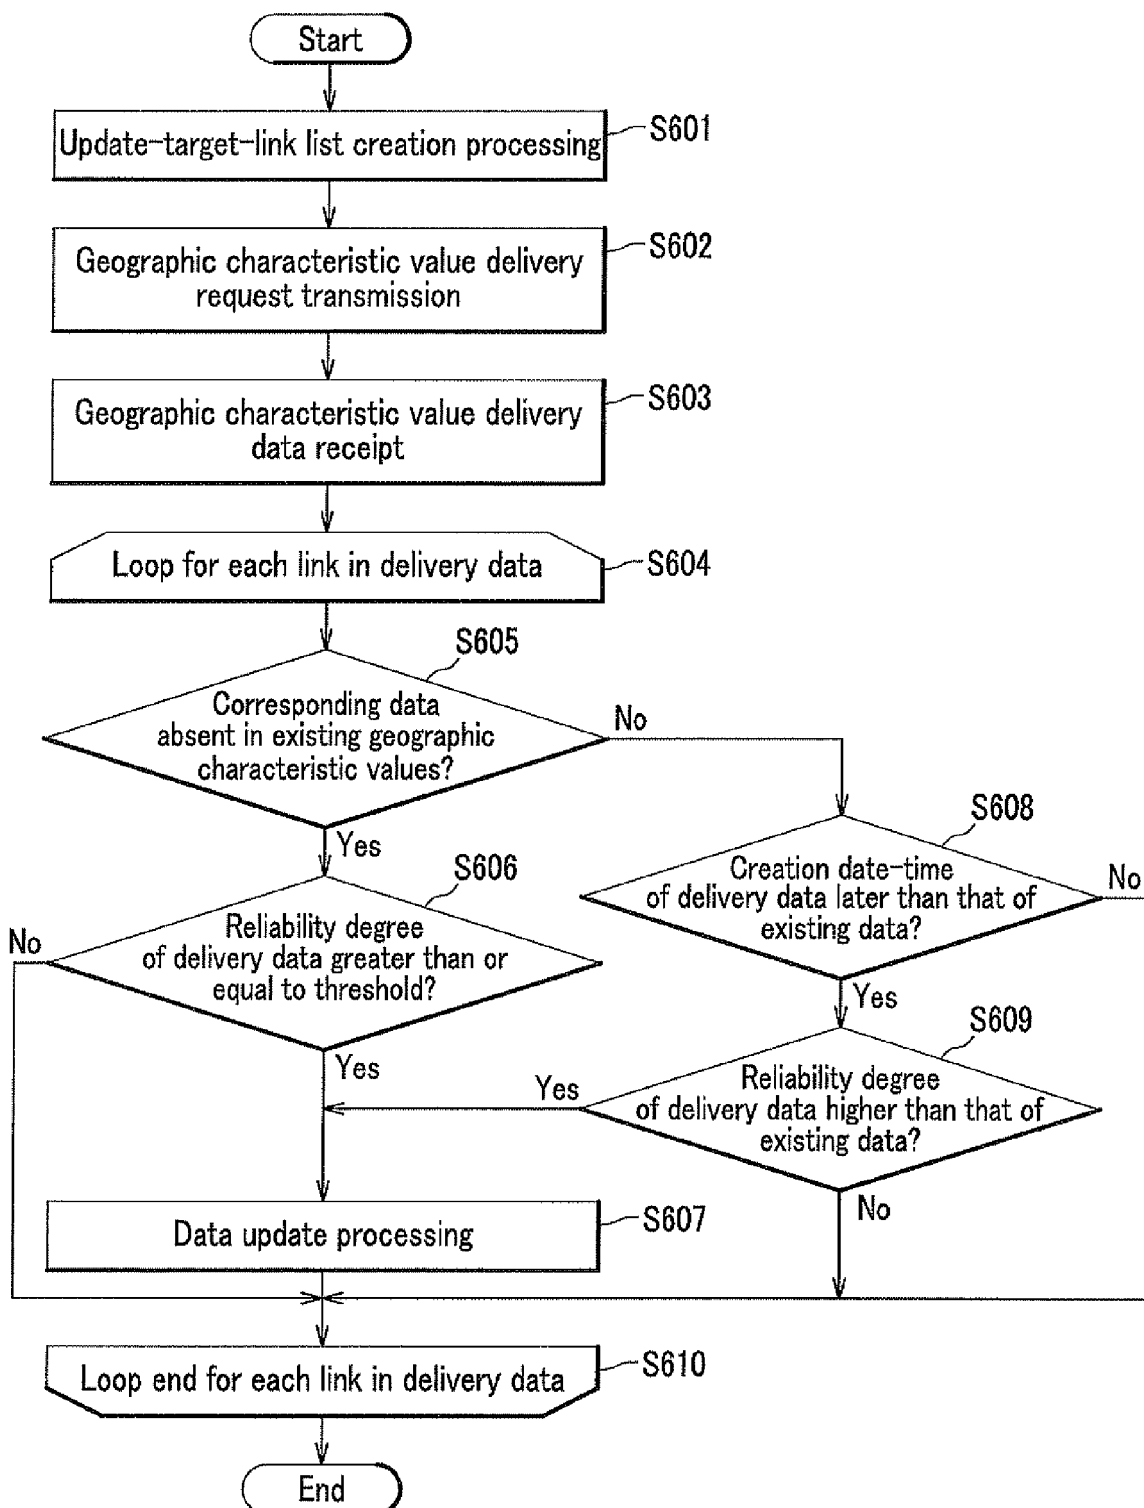 Start
Update-target-link list creation processing
S601
Geographic characteristic value delivery
request transmission
S602
Geographic characteristic value delivery
data receipt
S603
Loop for each link in delivery data
S604
S605
Corresponding data
absent in existing geographic
characteristic values?
No
Yes
S606
Reliability degree
of delivery data greater than or
equal to threshold?
No
Yes
S608
Creation date-time
of delivery data later than that of
existing data?
No
Yes
S609
Reliability degree
of delivery data higher than that of
existing data?
Yes
No
Data update processing
S607
Loop end for each link in delivery data
S610
End